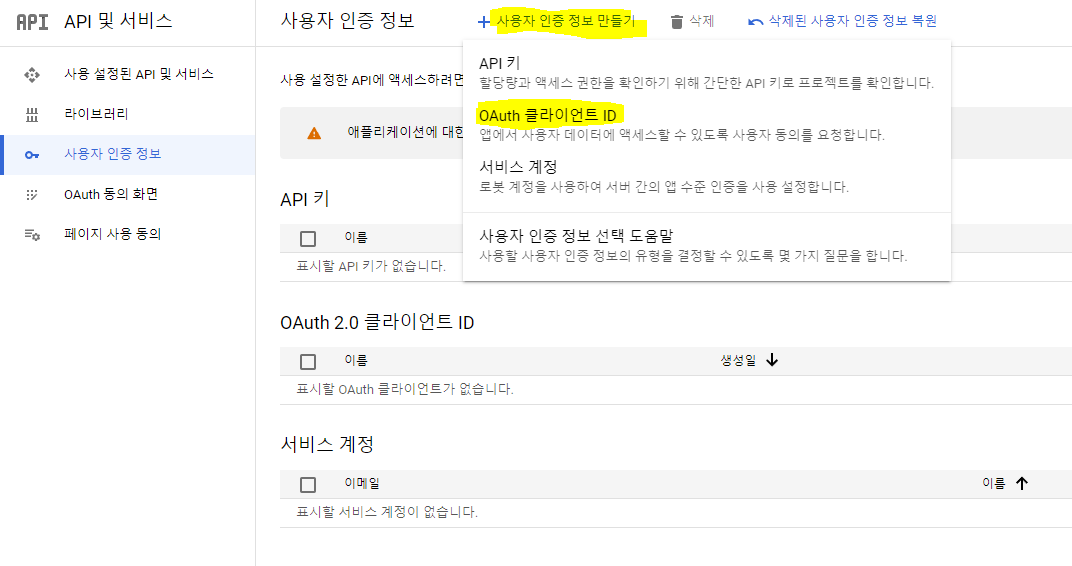 API API 및 서비스
사용 설정된 API 및 서비스
라이브러리
사용자 인증 정보
OAuth 동의 화면
페이지 사용 동의
사용자 인증 정보
+ 사용자 인증 정보 만들기
삭제
삭제된 사용자 인증 정보 복원
사용 설정한 API에 액세스하려면
애플리케이션에 대한
API 키
할당량과 액세스 권한을 확인하기 위해 간단한 API 키로 프로젝트를 확인합니다.
OAuth 클라이언트 ID
앱에서 사용자 데이터에 액세스할 수 있도록 사용자 동의를 요청합니다.
서비스 계정
로봇 계정을 사용하여 서버 간의 앱 수준 인증을 사용 설정합니다.
사용자 인증 정보 선택 도움말
사용할 사용자 인증 정보의 유형을 결정할 수 있도록 몇 가지 질문을 합니다.
API 키
이름
표시할 API 키가 없습니다.
OAuth 2.0 클라이언트 ID
이름
생성일
표시할 OAuth 클라이언트가 없습니다.
서비스 계정
이메일
이름
표시할 서비스 계정이 없습니다.